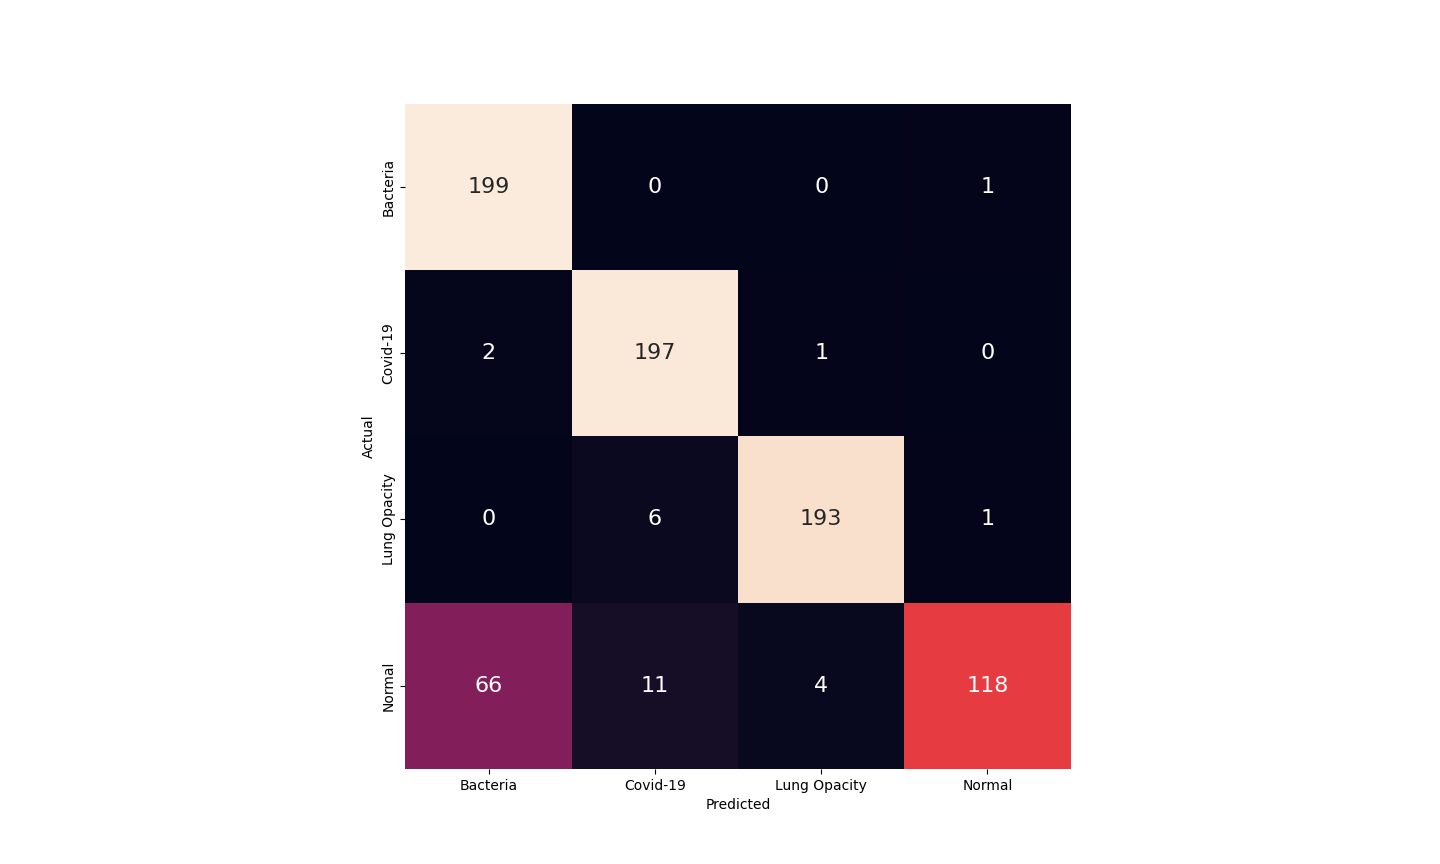 Bacteria 199 0 0 1
Covid-19 2 197 1 0
Actual
Lung Opacity 0 6 193 1
Normal 66 11 4 118
Bacteria Covid-19 Lung Opacity Normal
Predicted